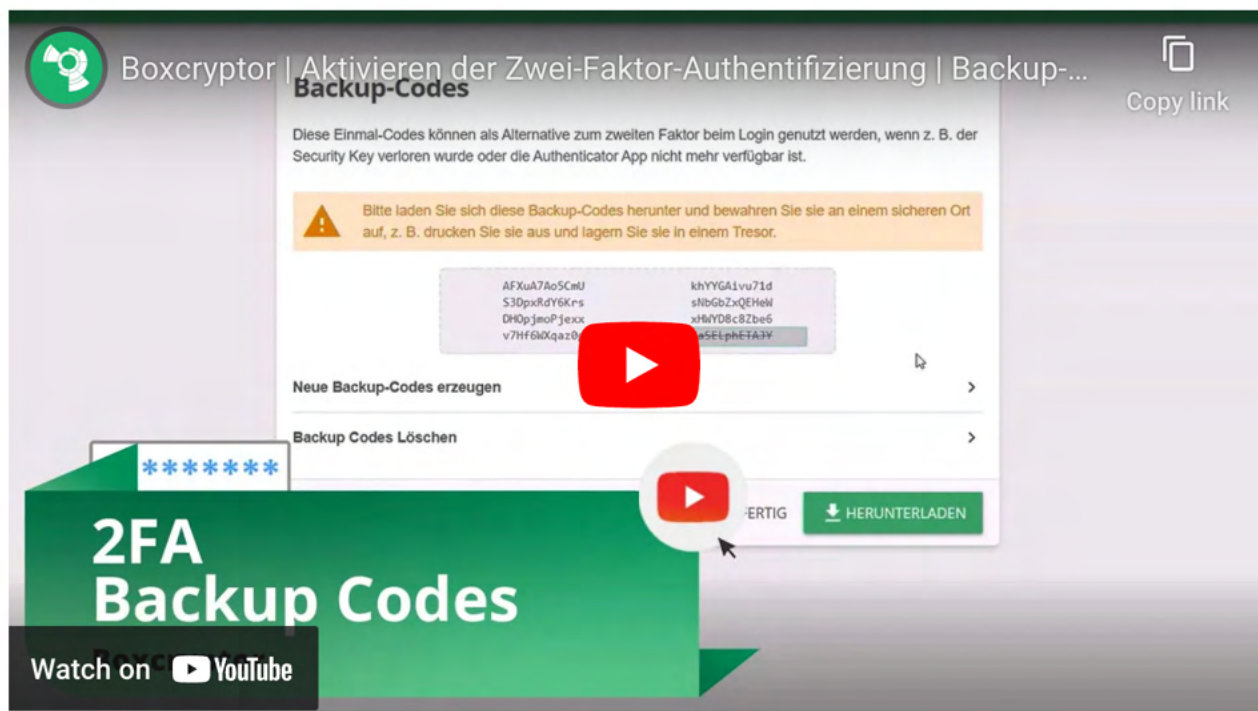 Boxcryptor | Aktivieren der Zwei-Faktor-Authentifizierung | Backup-...
Copy link
Backup-Codes
Diese Einmal-Codes können als Alternative zum zweiten Faktor beim Login genutzt werden, wenn z. B. der
Security Key verloren wurde oder die Authenticator App nicht mehr verfügbar ist.
Bitte laden Sie sich diese Backup-Codes herunter und bewahren Sie sie an einem sicheren Ort
auf, z. B. drucken Sie sie aus und lagern Sie sie in einem Tresor.
AFXuA7Ao5CmU khYYGAivu71d
S3DpxRdY6Krs sNbGbZxQEHeW
DHOpjmoPjexx xHWYD8c8Zbe6
Neue Backup-Codes erzeugen
Backup Codes Löschen
*******
FERTIG HERUNTERLADEN
2FA
Backup Codes
Watch on YouTube